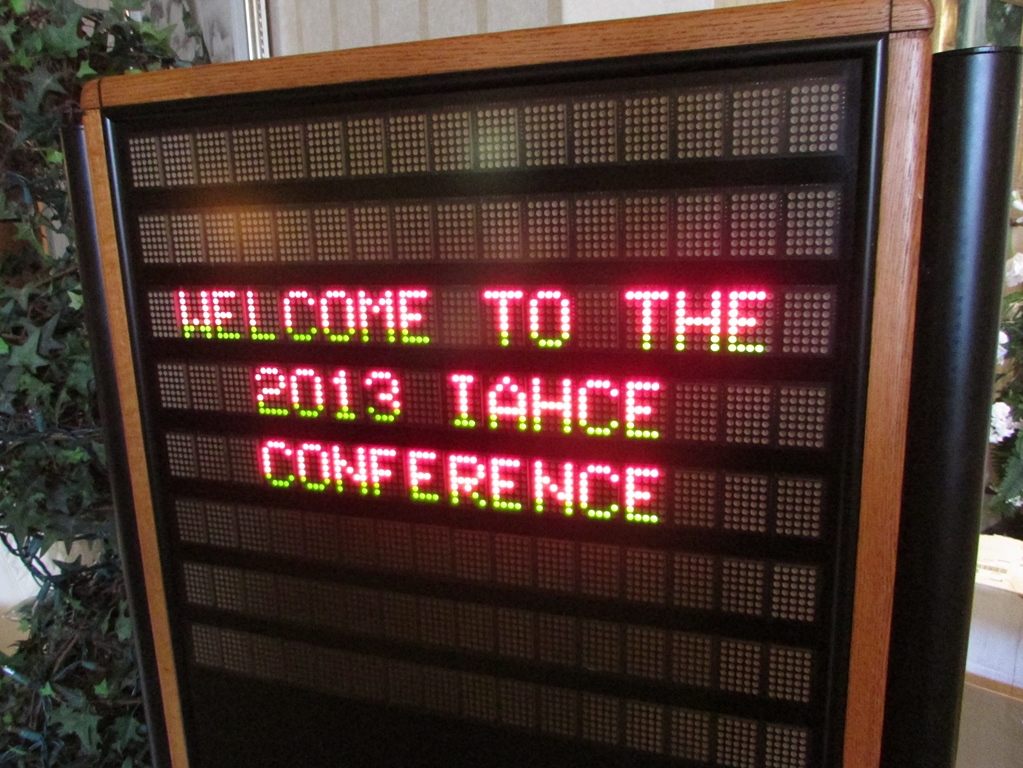 WELCOME TO THE
2013 IAHCE
CONFERENCE